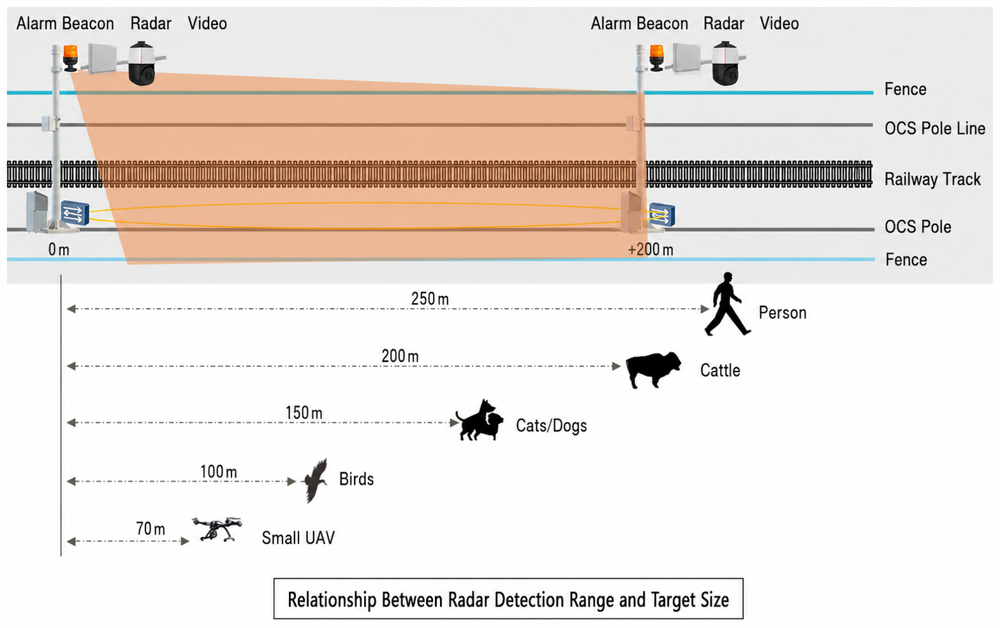 Alarm Beacon Radar Video
Alarm Beacon Radar Video
Fence
OCS Pole Line
Railway Track
OCS Pole
0 m
+200 m
Fence
250 m
Person
200 m
Cattle
150 m
Cats/Dogs
100 m
Birds
70 m
Small UAV
Relationship Between Radar Detection Range and Target Size